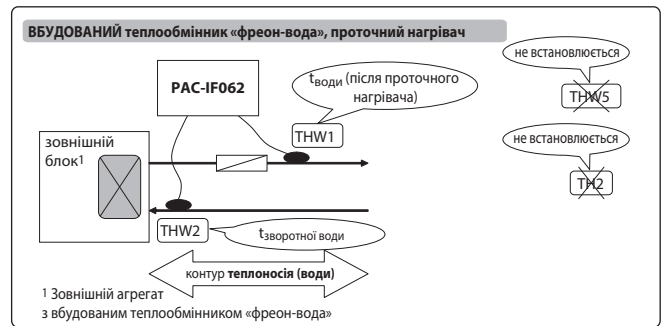 ВБУДОВАНИЙ теплообмінник «фреон-вода», проточний нагрівач
не встановлюється
THW5
PAC-IF062
tводи (після проточного
нагрівача)
THW1
зовнішній
блок1
не встановлюється
TH2
THW2
tзворотної води
контур теплоносія (води)
1 Зовнішній агрегат
з вбудованим теплообмінником «фреон-вода»